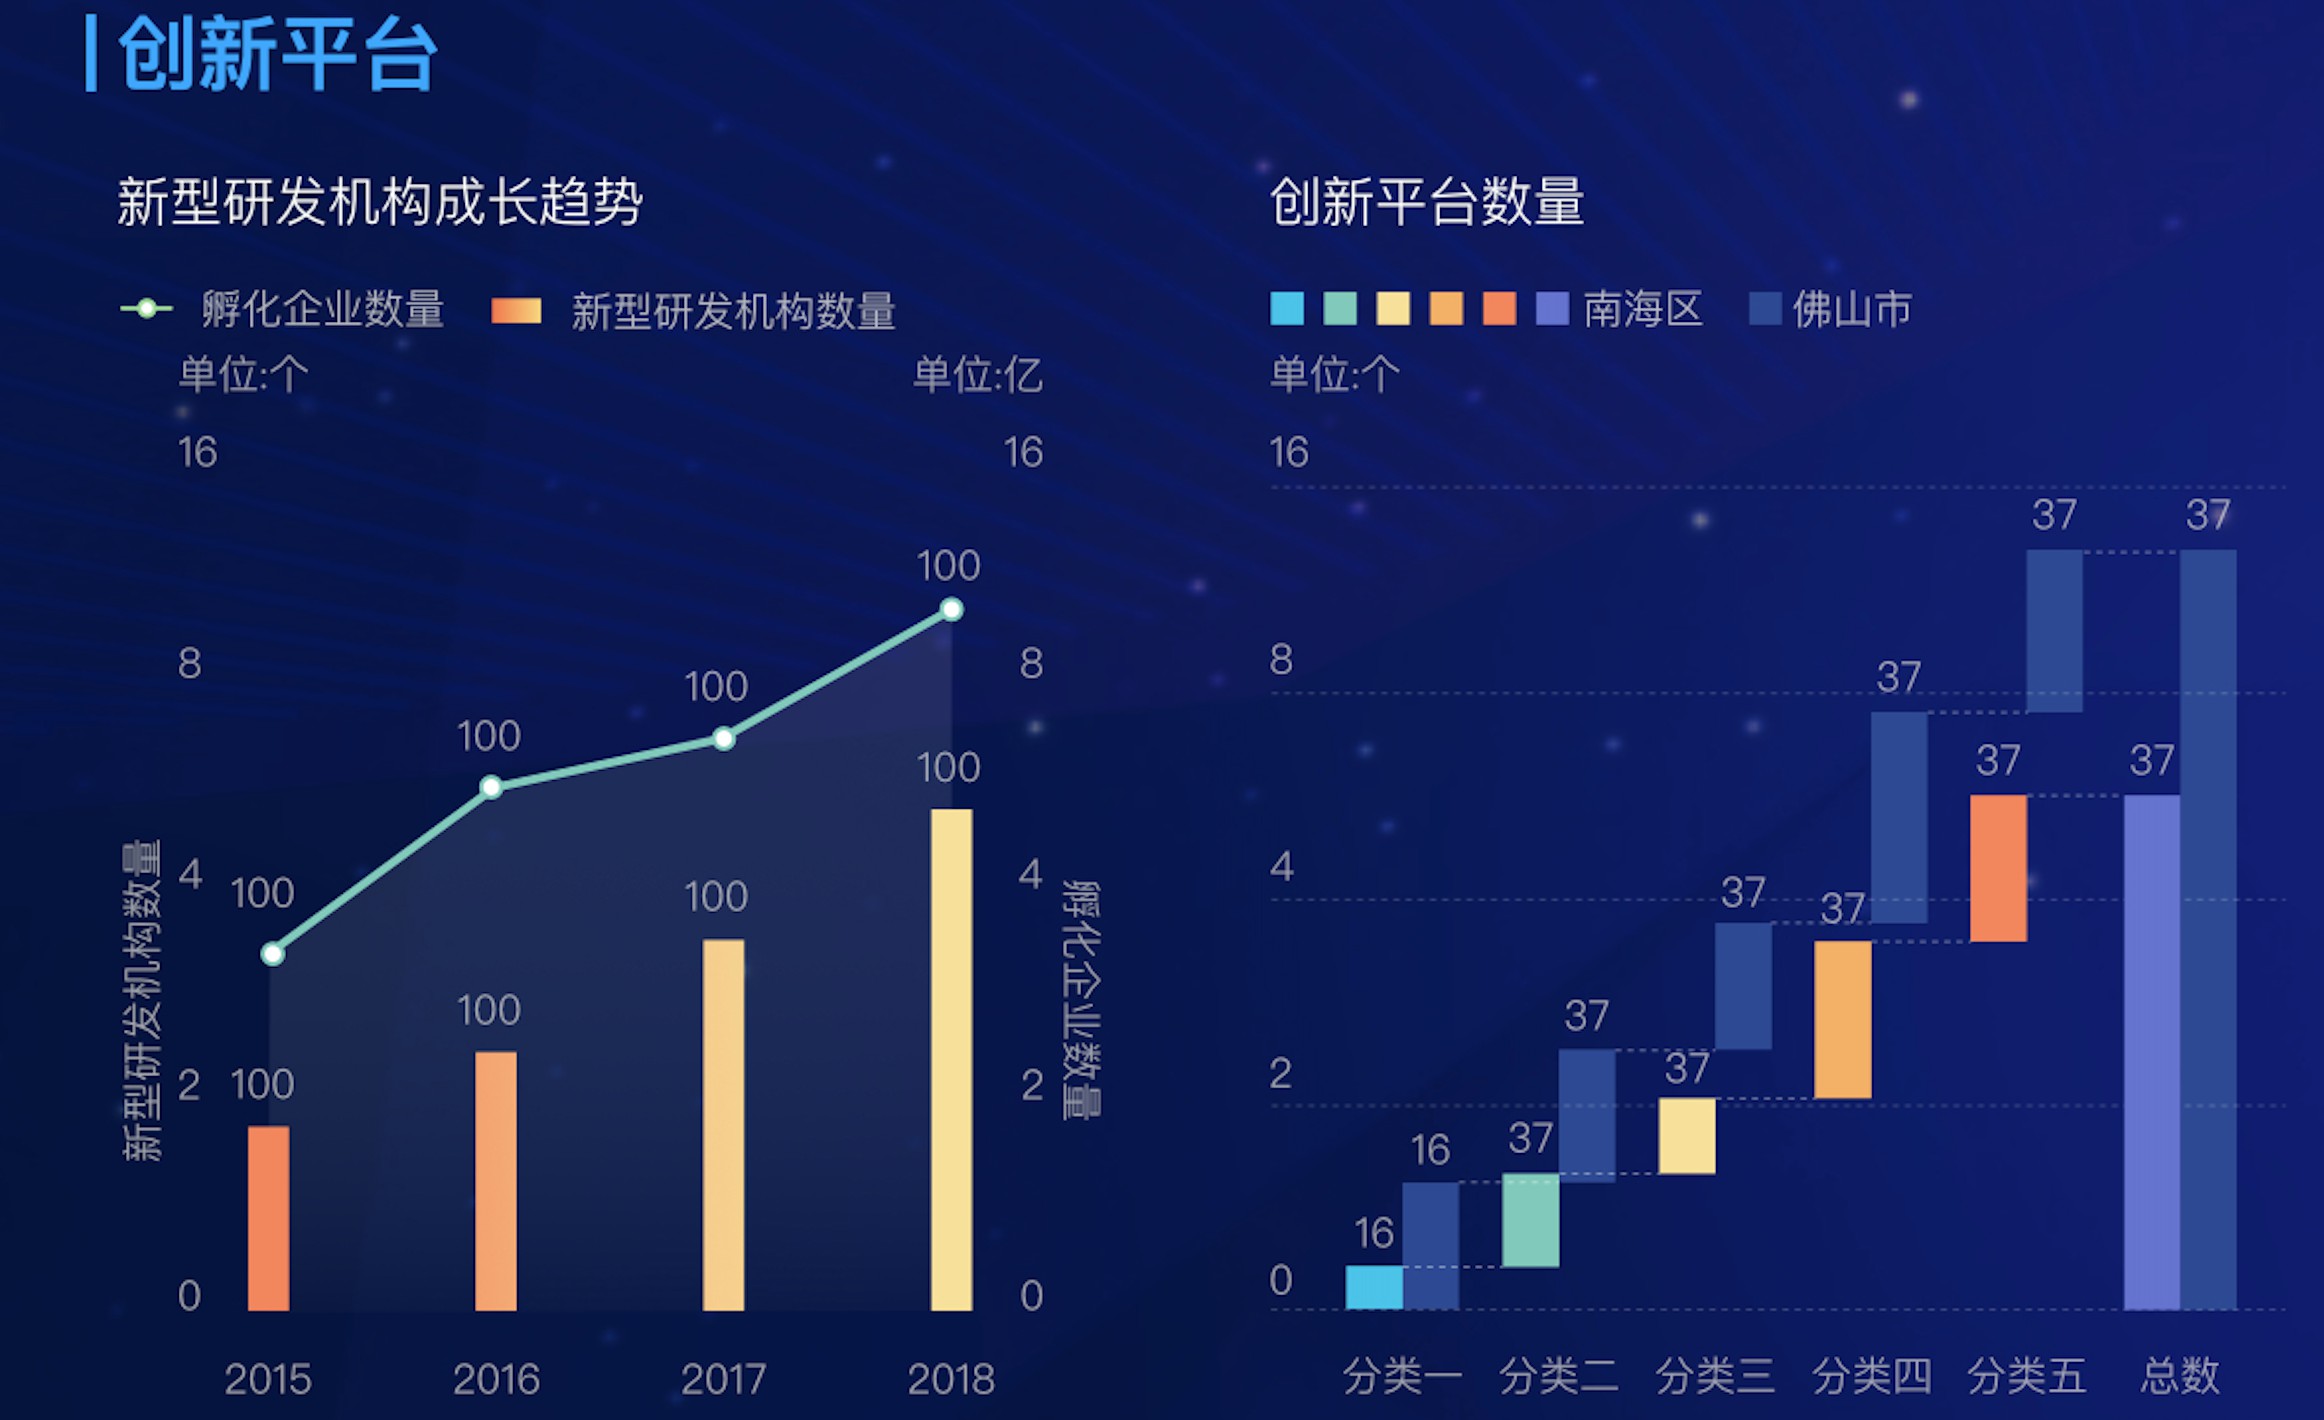 创新平台
新型研发机构成长趋势
孵化企业数量 新型研发机构数量
单位:个 单位:亿
16 16
100
8 8
100
100
100
4 100 4
100
100
2 100 2
0 0
新型研发机构数量
孵化企业数量
2015 2016 2017 2018
创新平台数量
南海区 佛山市
单位:个
16
37 37
8
37
37 37
4
37 37
37
2 37
16 37
16
0
分类一 分类二 分类三 分类四 分类五 总数